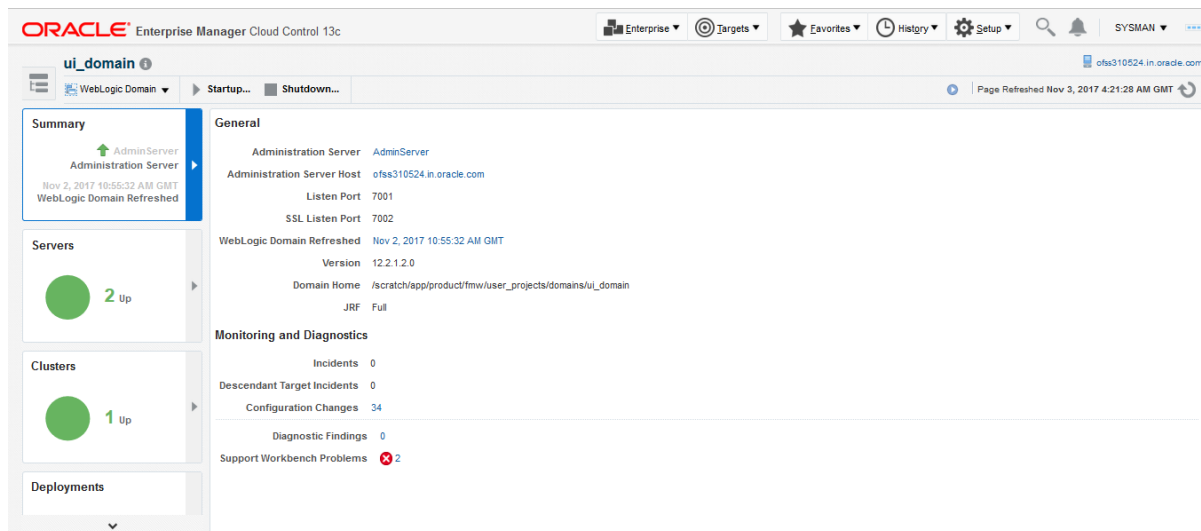 ORACLE Enterprise Manager Cloud Control 13c
Enterprise Targets Favorites History Setup SYSMAN
ui_domain
ofss310524.in.oracle.com
WebLogic Domain Startup... Shutdown...
Page Refreshed Nov 3, 2017 4:21:28 AM GMT
Summary
AdminServer
Administration Server
Nov 2, 2017 10:55:32 AM GMT
WebLogic Domain Refreshed
Servers
2 Up
Clusters
1 Up
Deployments
General
Administration Server AdminServer
Administration Server Host ofss310524.in.oracle.com
Listen Port 7001
SSL Listen Port 7002
WebLogic Domain Refreshed Nov 2, 2017 10:55:32 AM GMT
Version 12.2.1.2.0
Domain Home /scratch/app/product/fmw/user_projects/domains/ui_domain
JRF Full
Monitoring and Diagnostics
Incidents 0
Descendant Target Incidents 0
Configuration Changes 34
Diagnostic Findings 0
Support Workbench Problems 2